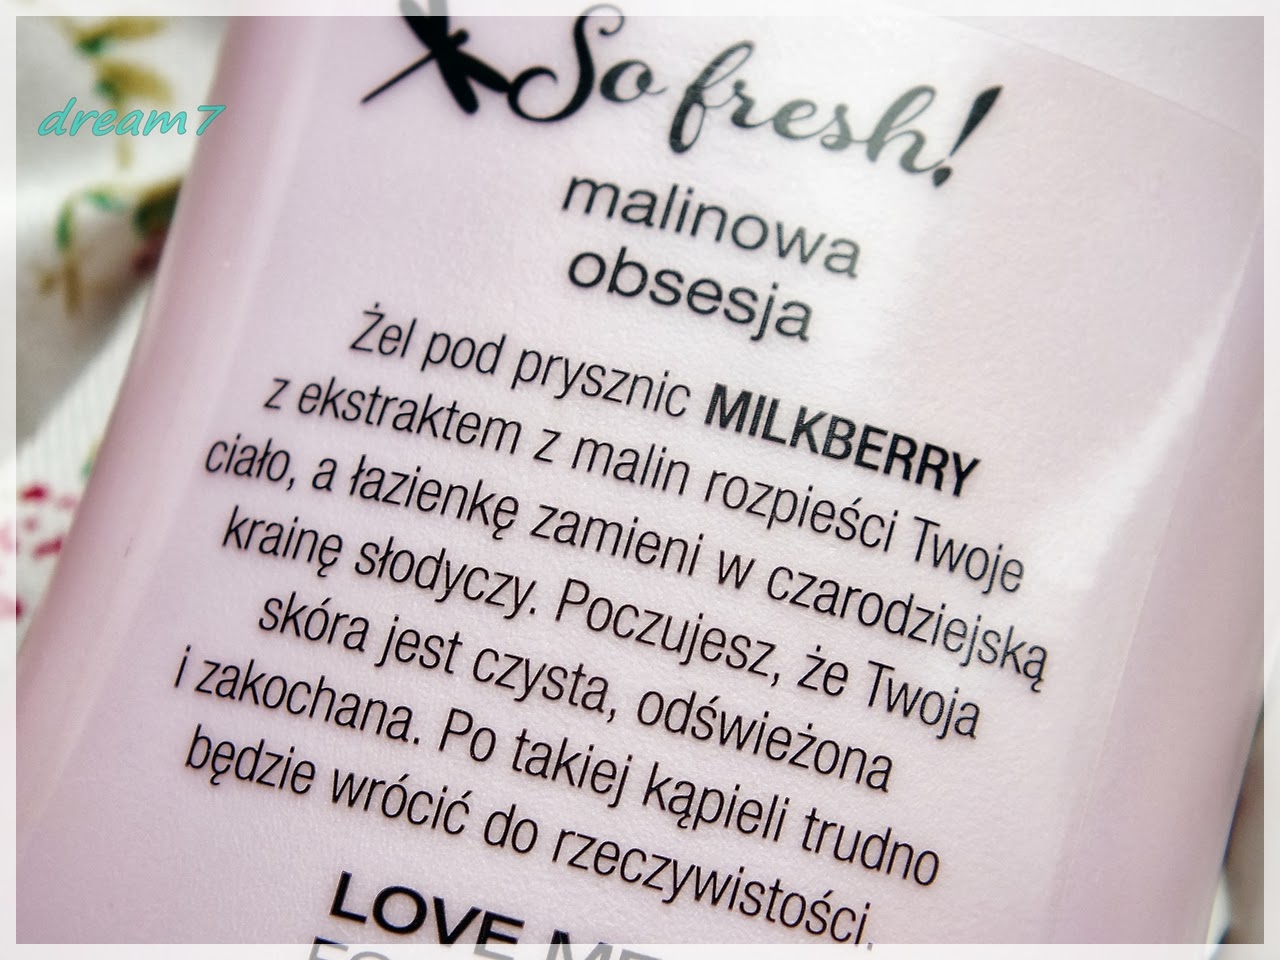 dream7
So fresh!
malinowa
obsesja
Żel pod prysznic MILKBERRY
z ekstraktem z malin rozpieści Twoje
ciało, a łazienkę zamieni w czarodziejską
krainę słodyczy. Poczujesz, że Twoja
skóra jest czysta, odświeżona
i zakochana. Po takiej kąpieli trudno
będzie wrócić do rzeczywistości.
LOVE